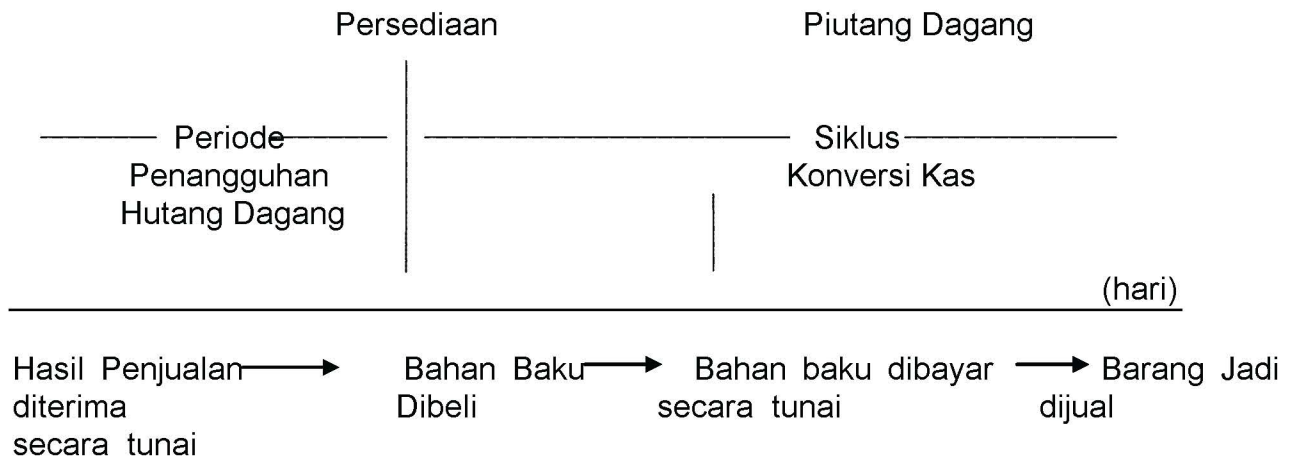 Persediaan Piutang Dagang
Periode Siklus
Penangguhan Konversi Kas
Hutang Dagang
(hari)
Hasil Penjualan Bahan Baku Bahan baku dibayar Barang Jadi
diterima Dibeli secara tunai dijual
secara tunai